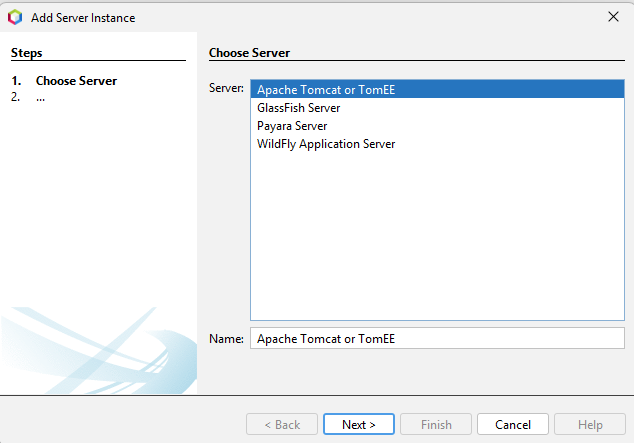 Add Server Instance
Steps
1. Choose Server
2. ...
Choose Server
Server:
Apache Tomcat or TomEE
GlassFish Server
Payara Server
WildFly Application Server
Name: Apache Tomcat or TomEE
< Back Next > Finish Cancel Help